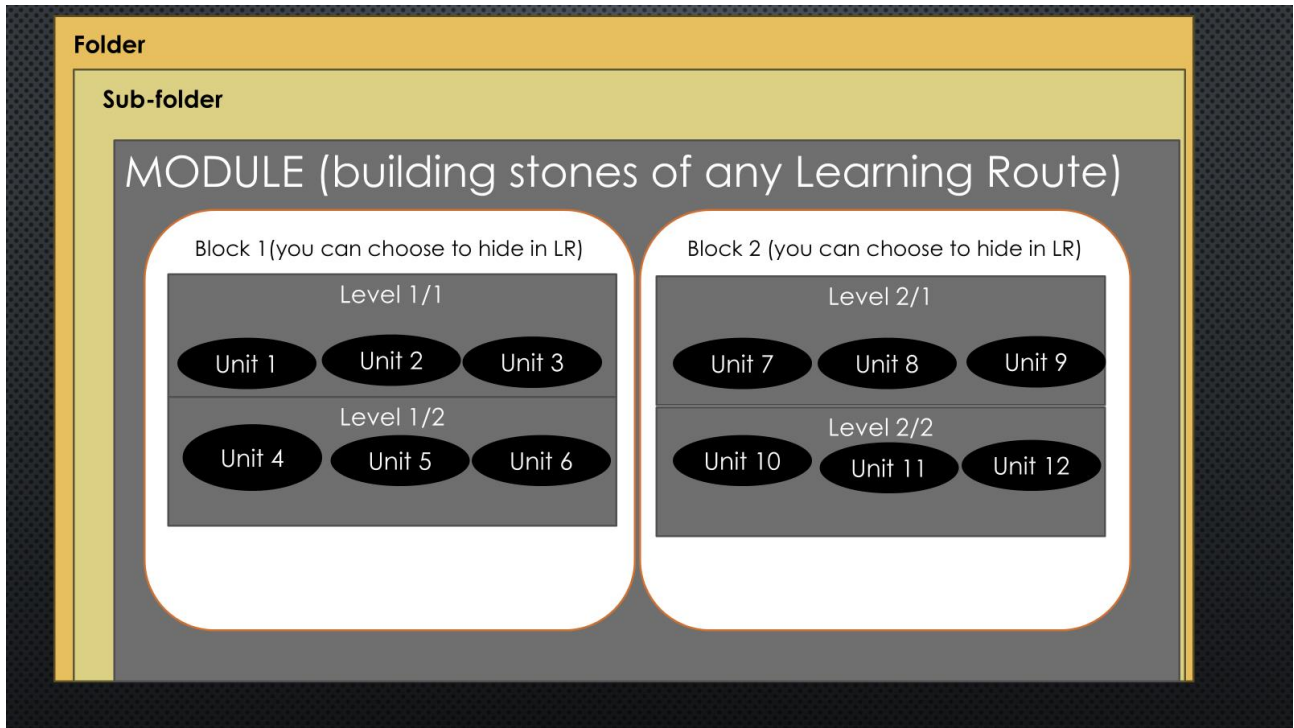 Folder
Sub-folder
MODULE (building stones of any Learning Route)
Block 1(you can choose to hide in LR)
Level 1/1
Unit 1
Unit 2
Unit 3
Level 1/2
Unit 4
Unit 5
Unit 6
Block 2 (you can choose to hide in LR)
Level 2/1
Unit 7
Unit 8
Unit 9
Level 2/2
Unit 10
Unit 11
Unit 12